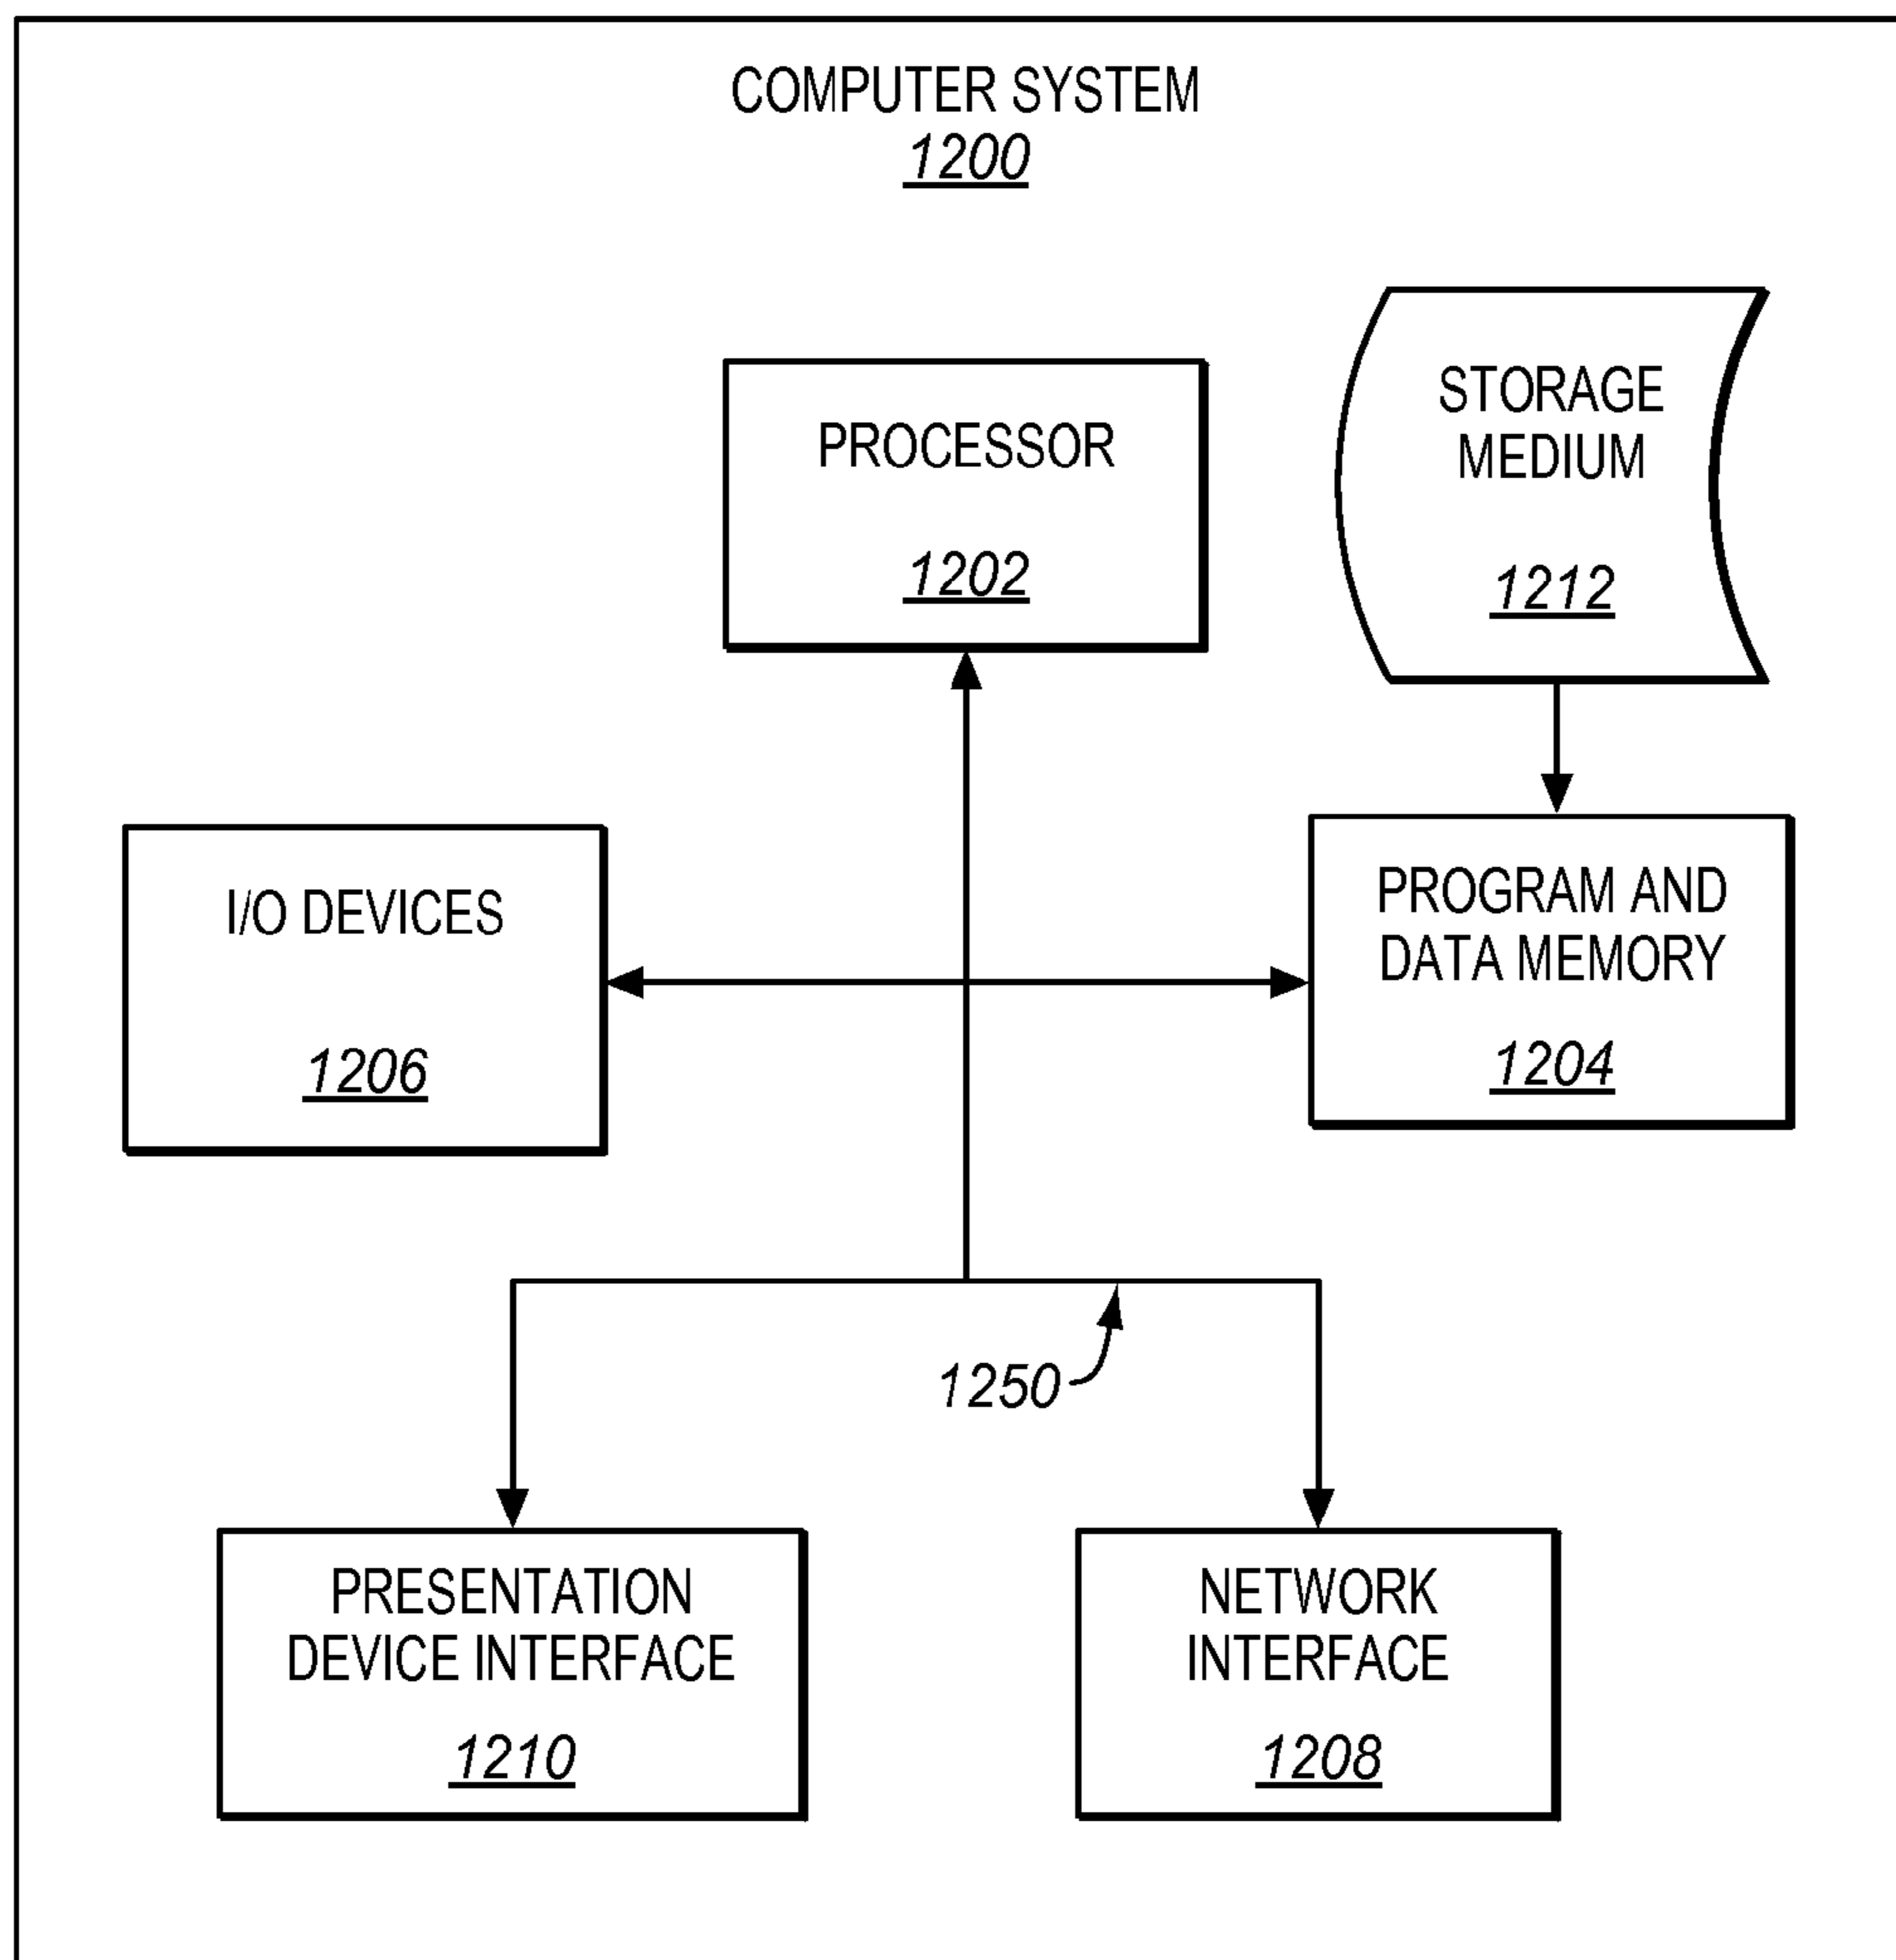 COMPUTER SYSTEM
1200
PROCESSOR
1202
STORAGE
MEDIUM
1212
I/O DEVICES
1206
PROGRAM AND
DATA MEMORY
1204
1250
PRESENTATION
DEVICE INTERFACE
1210
NETWORK
INTERFACE
1208